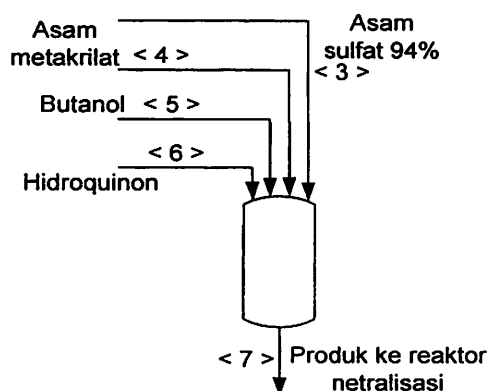 Asam
sulfat 94%
< 3 >
Asam
metakrilat
< 4 >
Butanol
< 5 >
< 6 >
Hidroquinon
< 7 >
Produk ke reaktor
netralisasi